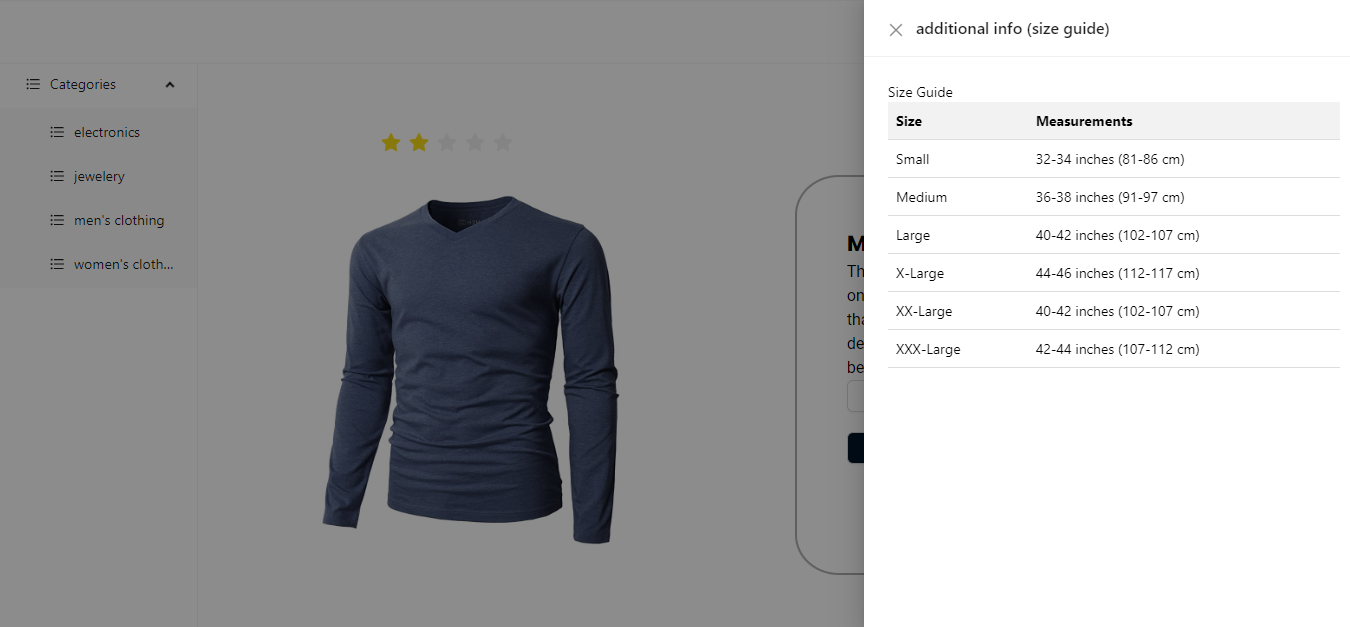 additional info (size guide)
Categories
electronics
jewelery
men's clothing
women's cloth...
Size Guide
Size Measurements
Small 32-34 inches (81-86 cm)
Medium 36-38 inches (91-97 cm)
Large 40-42 inches (102-107 cm)
X-Large 44-46 inches (112-117 cm)
XX-Large 40-42 inches (102-107 cm)
XXX-Large 42-44 inches (107-112 cm)
M
Th
on
tha
de
be